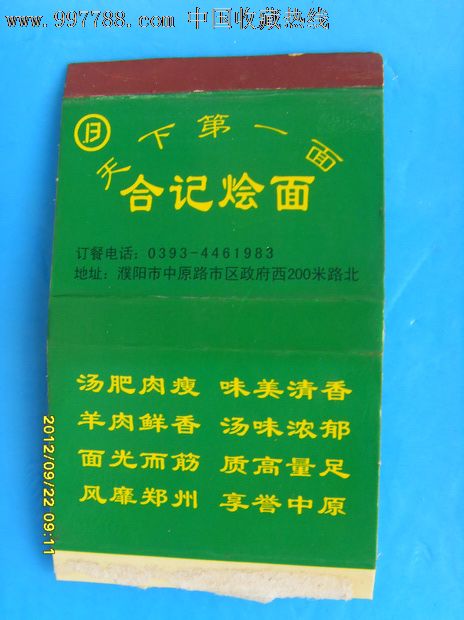 www.997788.com 中国收藏热线
天下第一面
合记烩面
订餐电话：0393-4461983
地址：濮阳市中原路市区政府西200米路北
汤肥肉瘦 味美清香
羊肉鲜香 汤味浓郁
面光而筋 质高量足
风靡郑州 享誉中原
2012/09/22 09:11